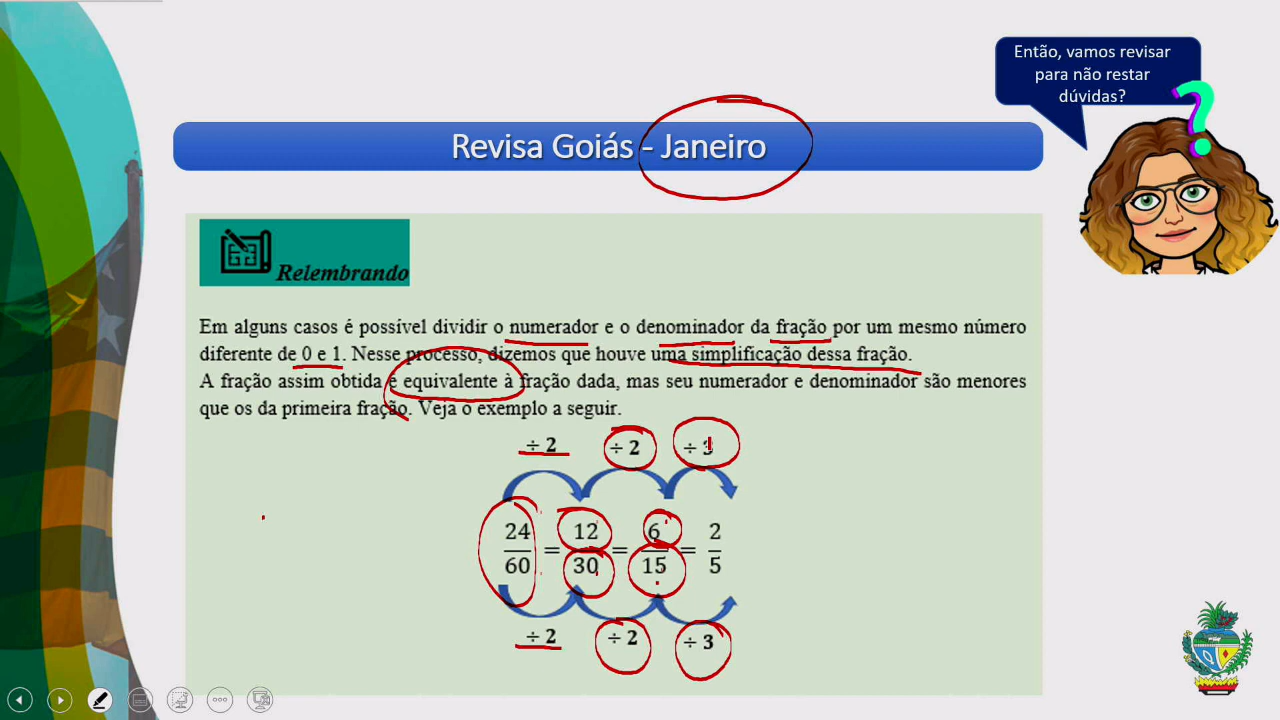 Então, vamos revisar
para não restar
dúvidas?
Revisa Goiás - Janeiro
Relembrando
Em alguns casos é possível dividir o numerador e o denominador da fração por um mesmo número
diferente de 0 e 1. Nesse processo, dizemos que houve uma simplificação dessa fração.
A fração assim obtida é equivalente à fração dada, mas seu numerador e denominador são menores
que os da primeira fração. Veja o exemplo a seguir.
÷ 2 ÷ 2 ÷ 3
24/60 = 12/30 = 6/15 = 2/5
÷ 2 ÷ 2 ÷ 3